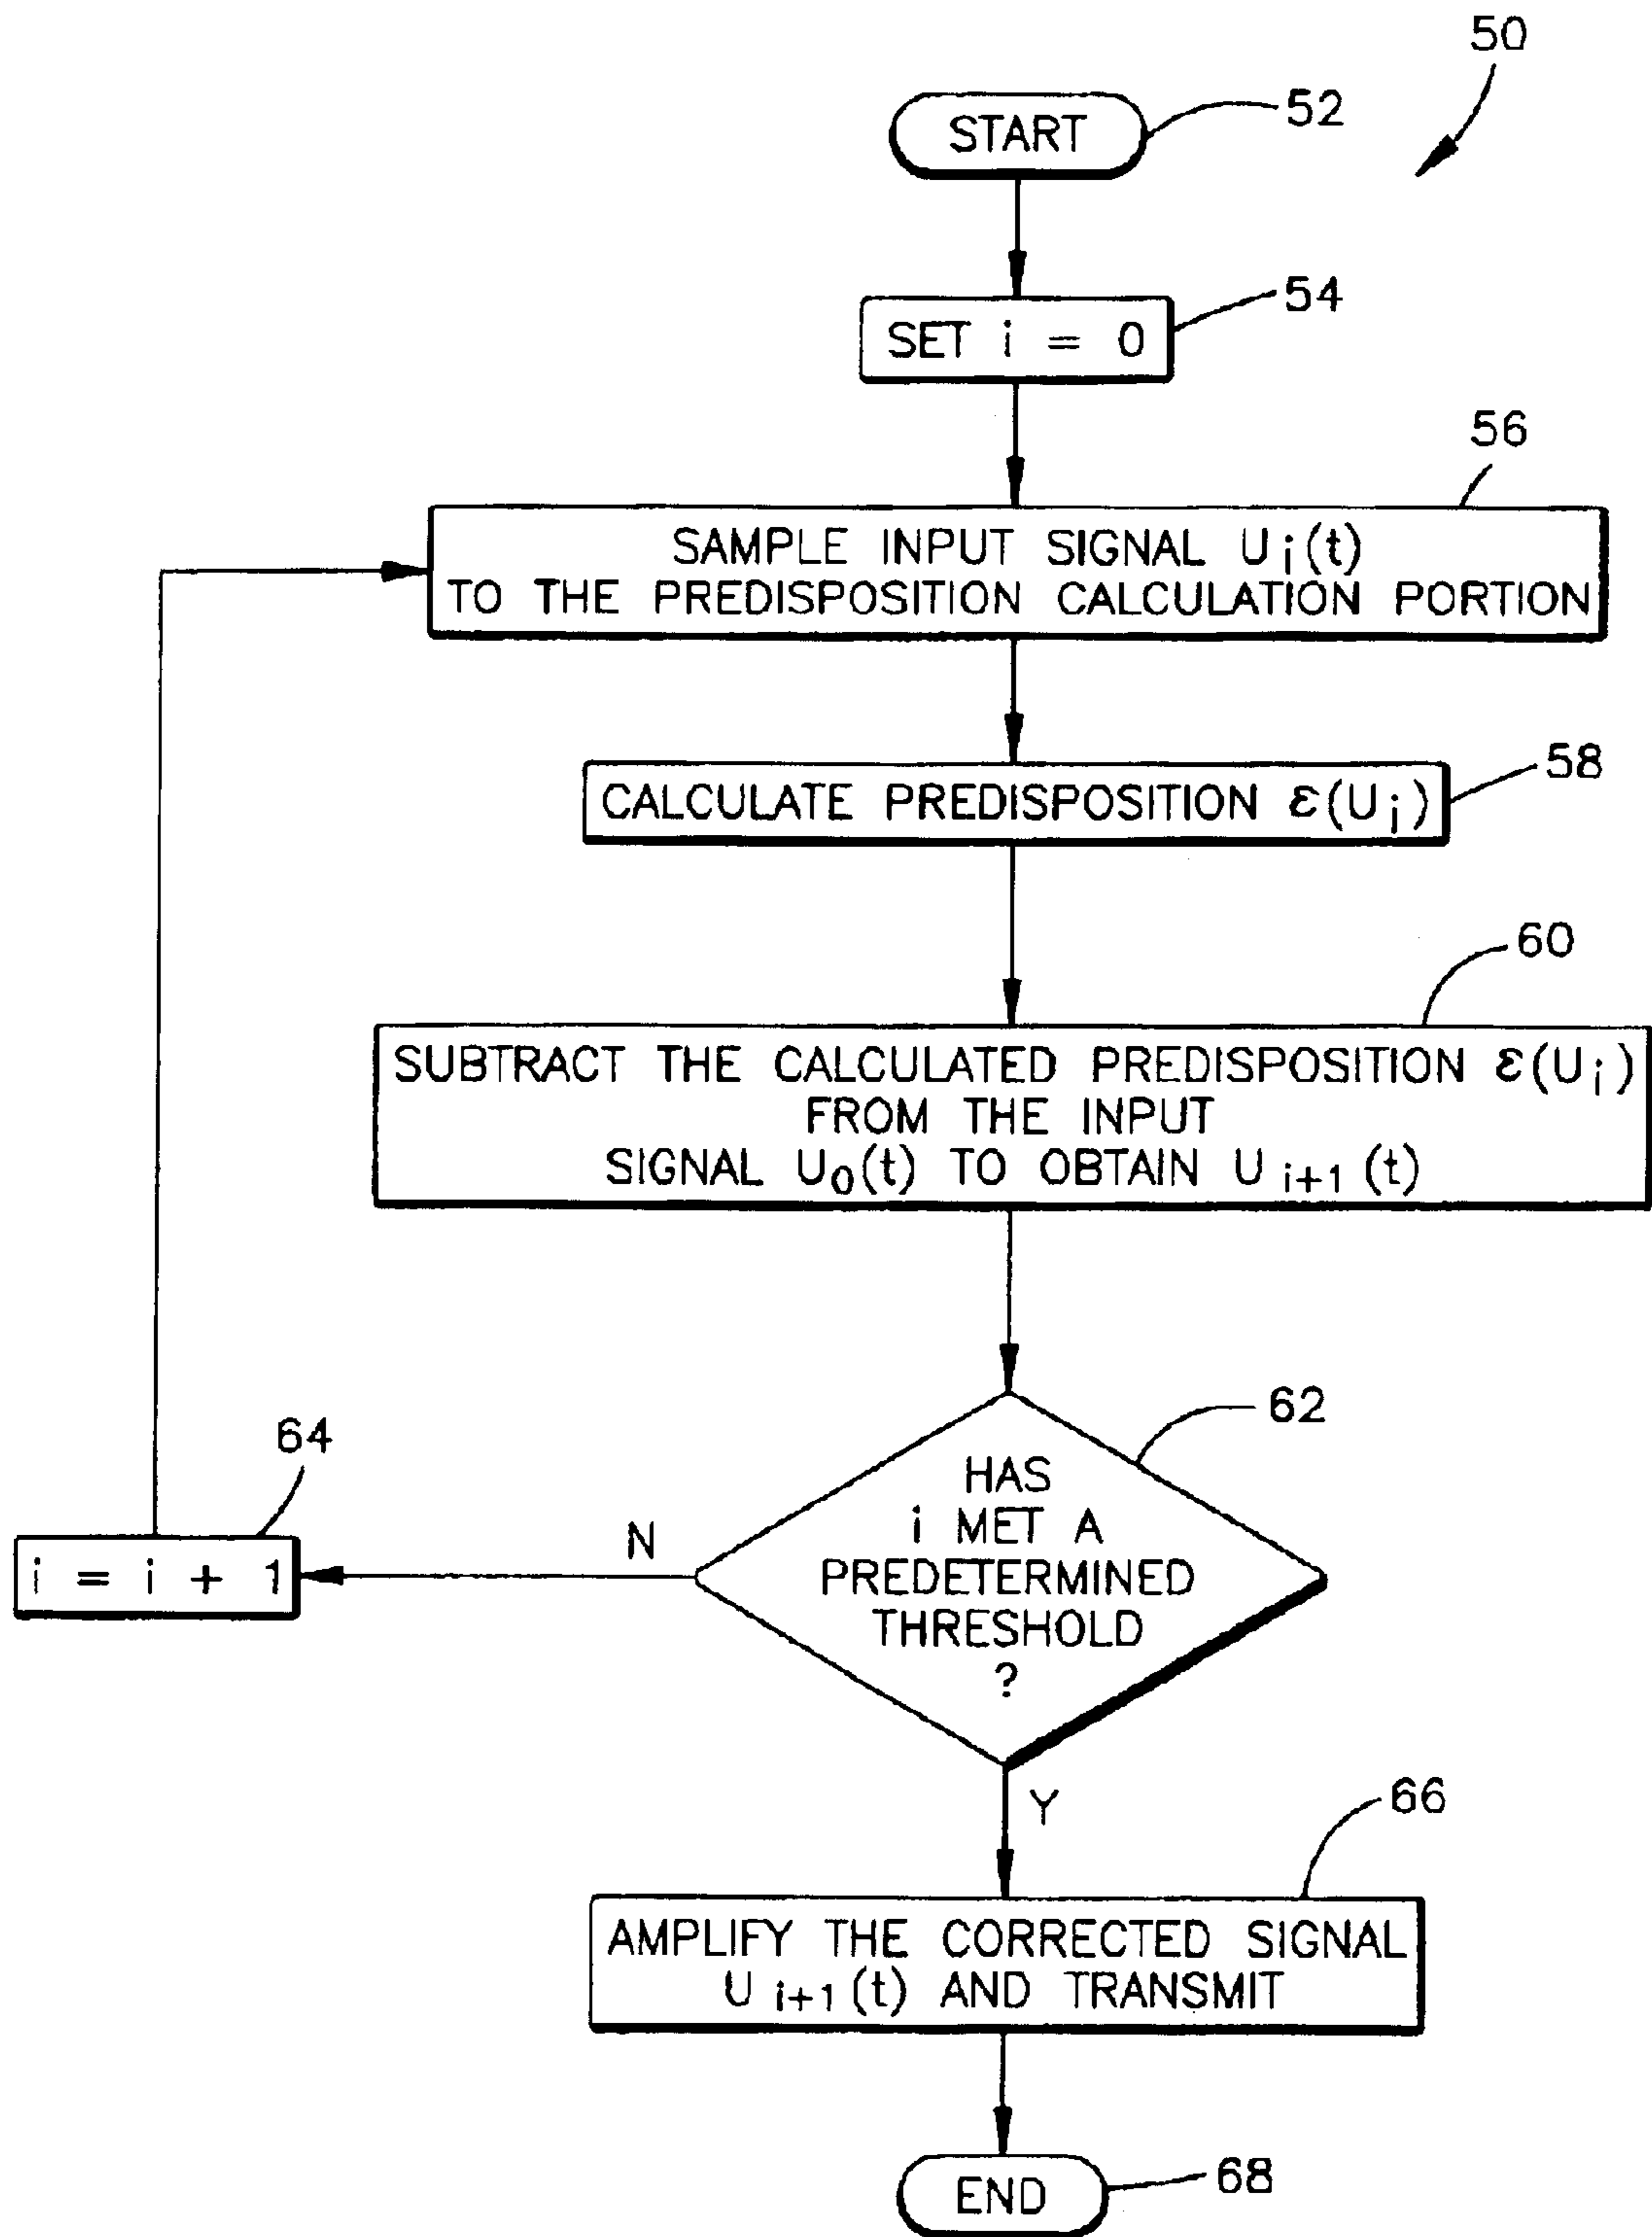 50
START
52
SET i = 0
54
56
SAMPLE INPUT SIGNAL U i (t)
TO THE PREDISPOSITION CALCULATION PORTION
58
CALCULATE PREDISPOSITION ε(U i )
60
SUBTRACT THE CALCULATED PREDISPOSITION ε(U i )
FROM THE INPUT
SIGNAL U0(t) TO OBTAIN U i+1 (t)
62
HAS
i MET A
PREDETERMINED
THRESHOLD
?
N
64
i = i + 1
Y
66
AMPLIFY THE CORRECTED SIGNAL
U i+1 (t) AND TRANSMIT
END
68